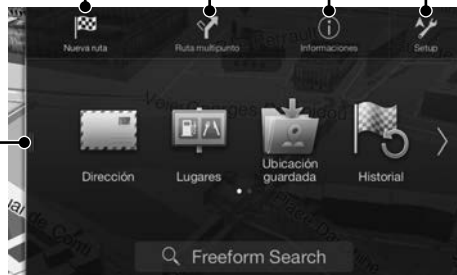 Nueva ruta
Ruta multipunto
Informaciones
Setup
Dirección
Lugares
Ubicación
guardada
Historial
Freeform Search